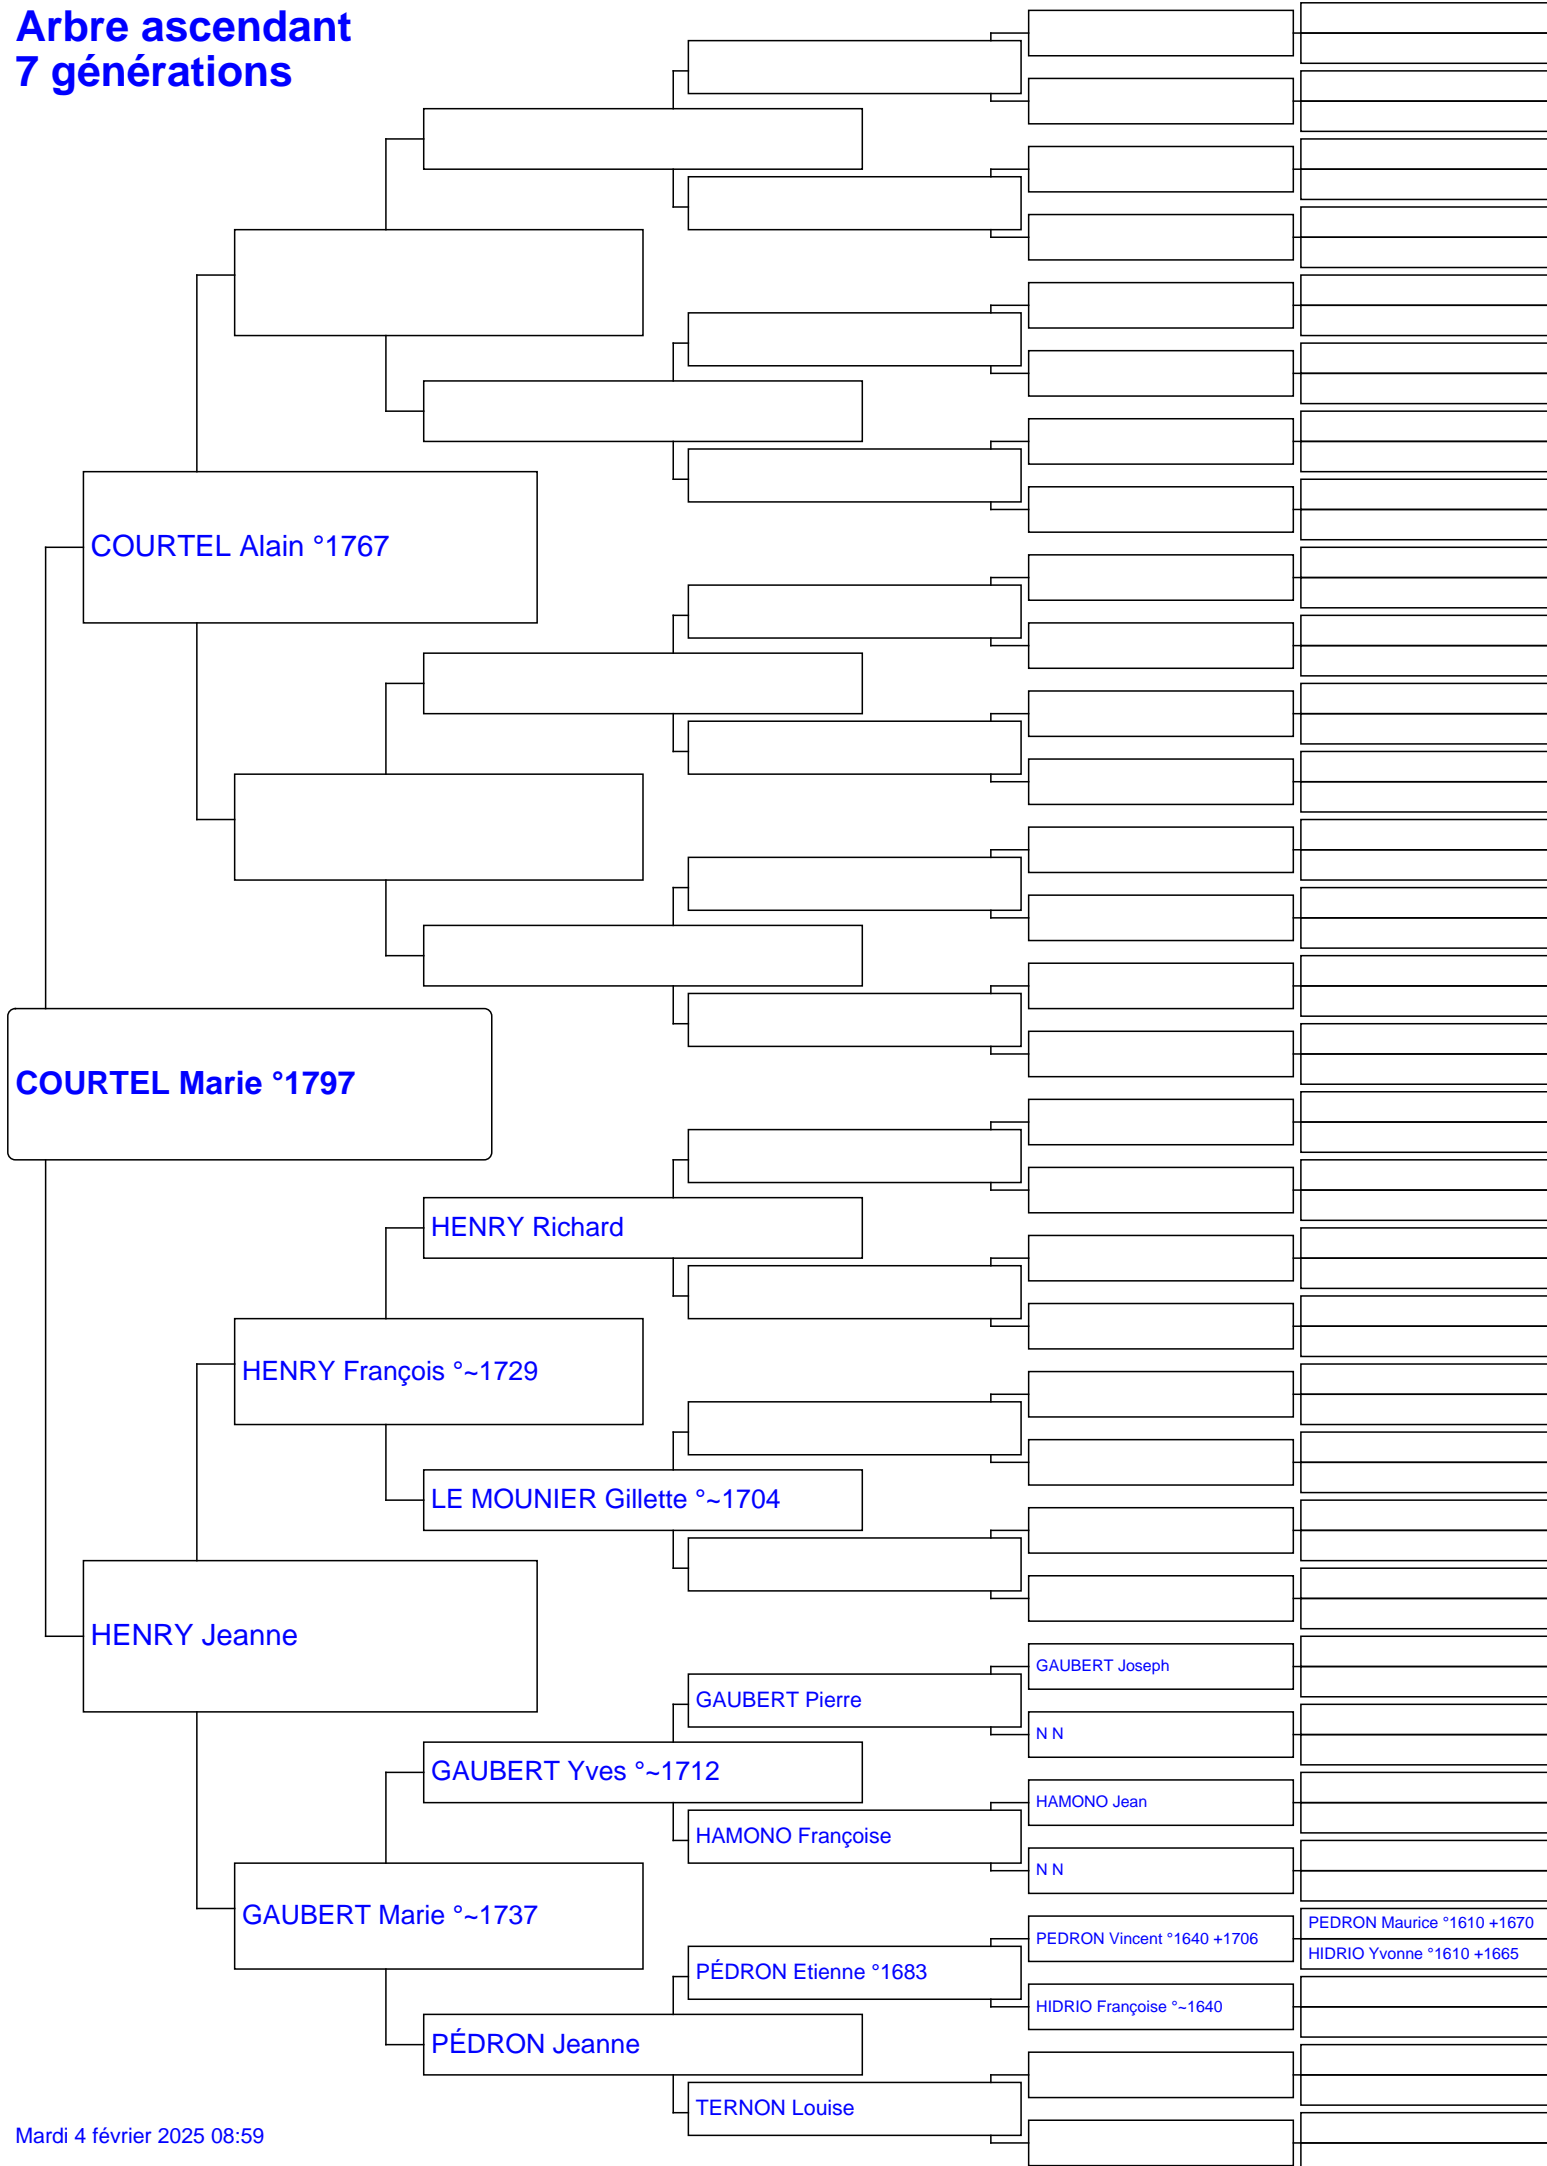 Arbre ascendant
7 générations
COURTEL Alain °1767
COURTEL Marie °1797
HENRY Richard
HENRY François °~1729
LE MOUNIER Gillette °~1704
HENRY Jeanne
GAUBERT Joseph
GAUBERT Pierre
N N
GAUBERT Yves °~1712
HAMONO Jean
HAMONO Françoise
N N
GAUBERT Marie °~1737
PEDRON Maurice °1610 +1670
PEDRON Vincent °1640 +1706
HIDRIO Yvonne °1610 +1665
PÉDRON Etienne °1683
HIDRIO Françoise °~1640
PÉDRON Jeanne
TERNON Louise
Mardi 4 février 2025 08:59